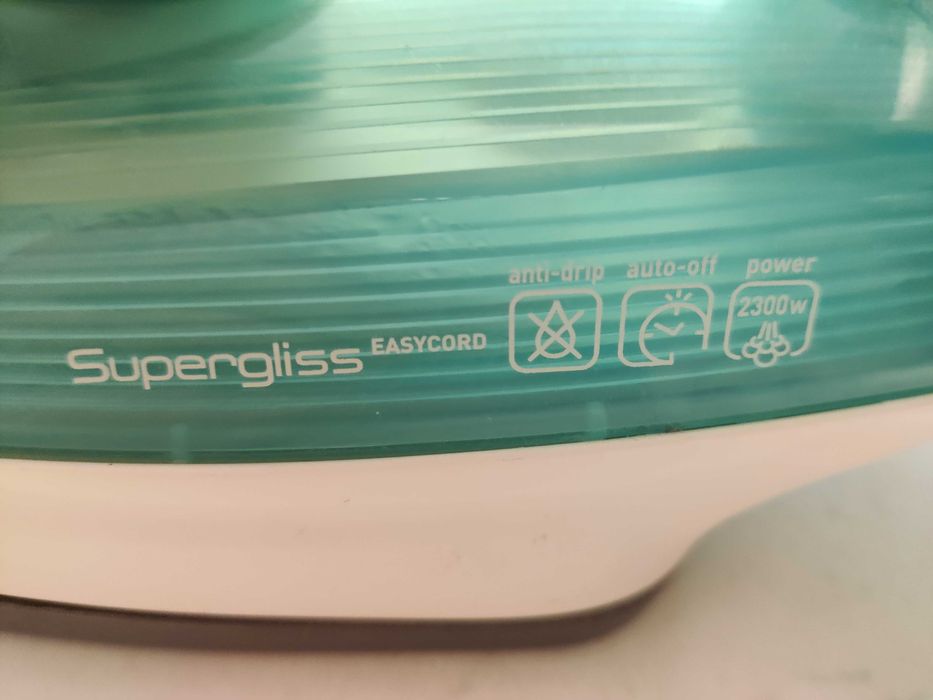 Supergliss EASYCORD
anti-drip auto-off power
2300w